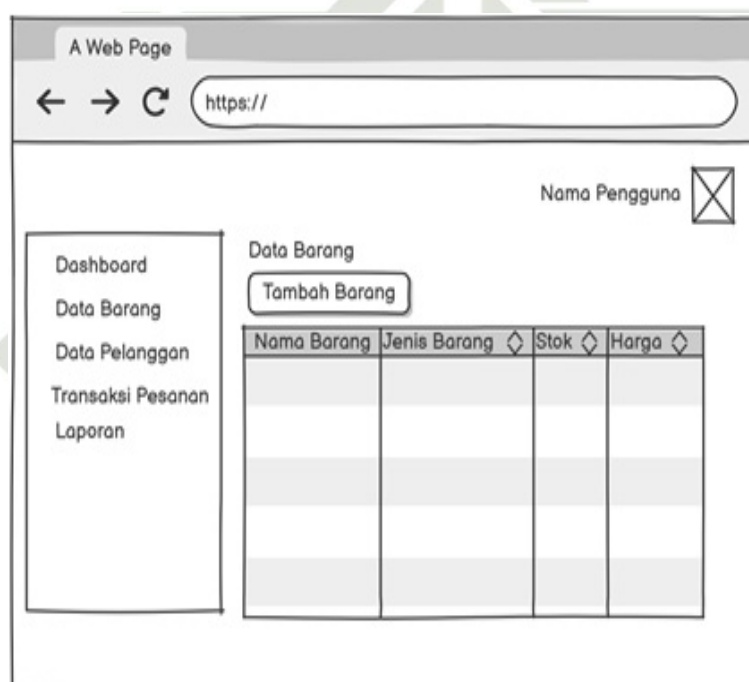 A Web Page
https://
Nama Pengguna
Dashboard
Data Barang
Data Pelanggan
Transaksi Pesanan
Laporan
Data Barang
Tambah Barang
Nama Barang Jenis Barang Stok Harga